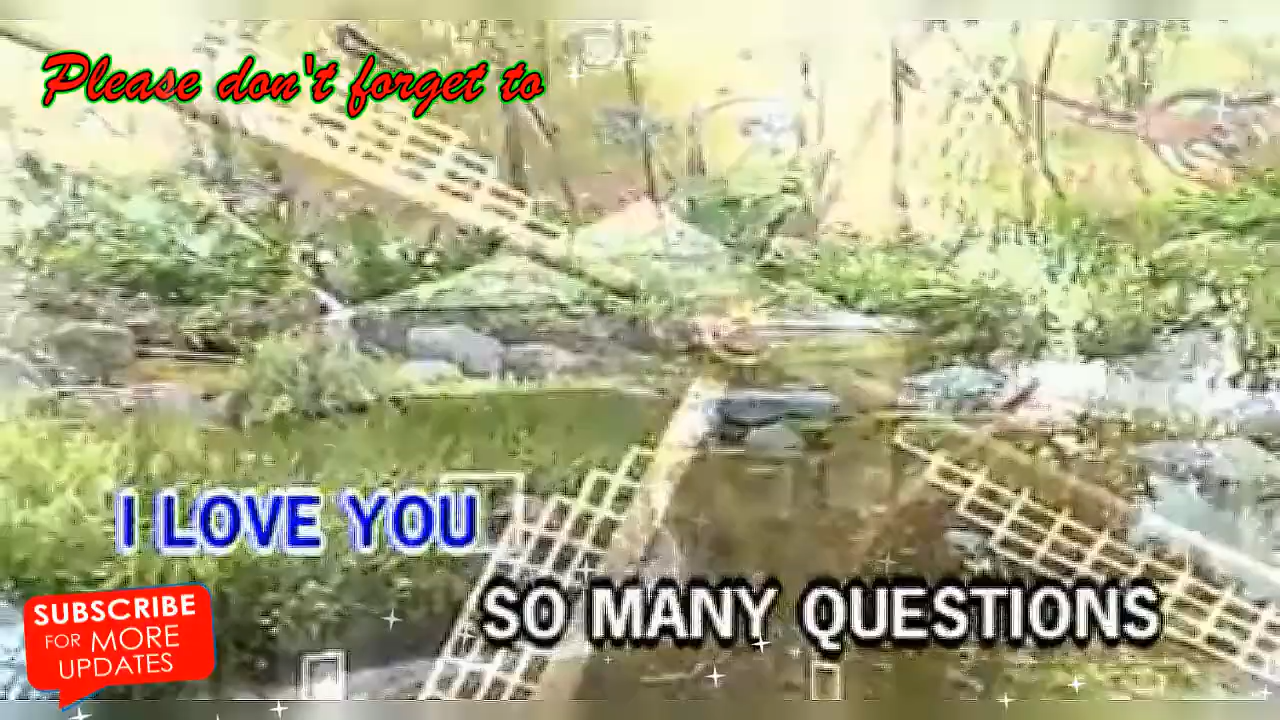 Please don't forget to
I LOVE YOU
SO MANY QUESTIONS
SUBSCRIBE
FOR MORE
UPDATES